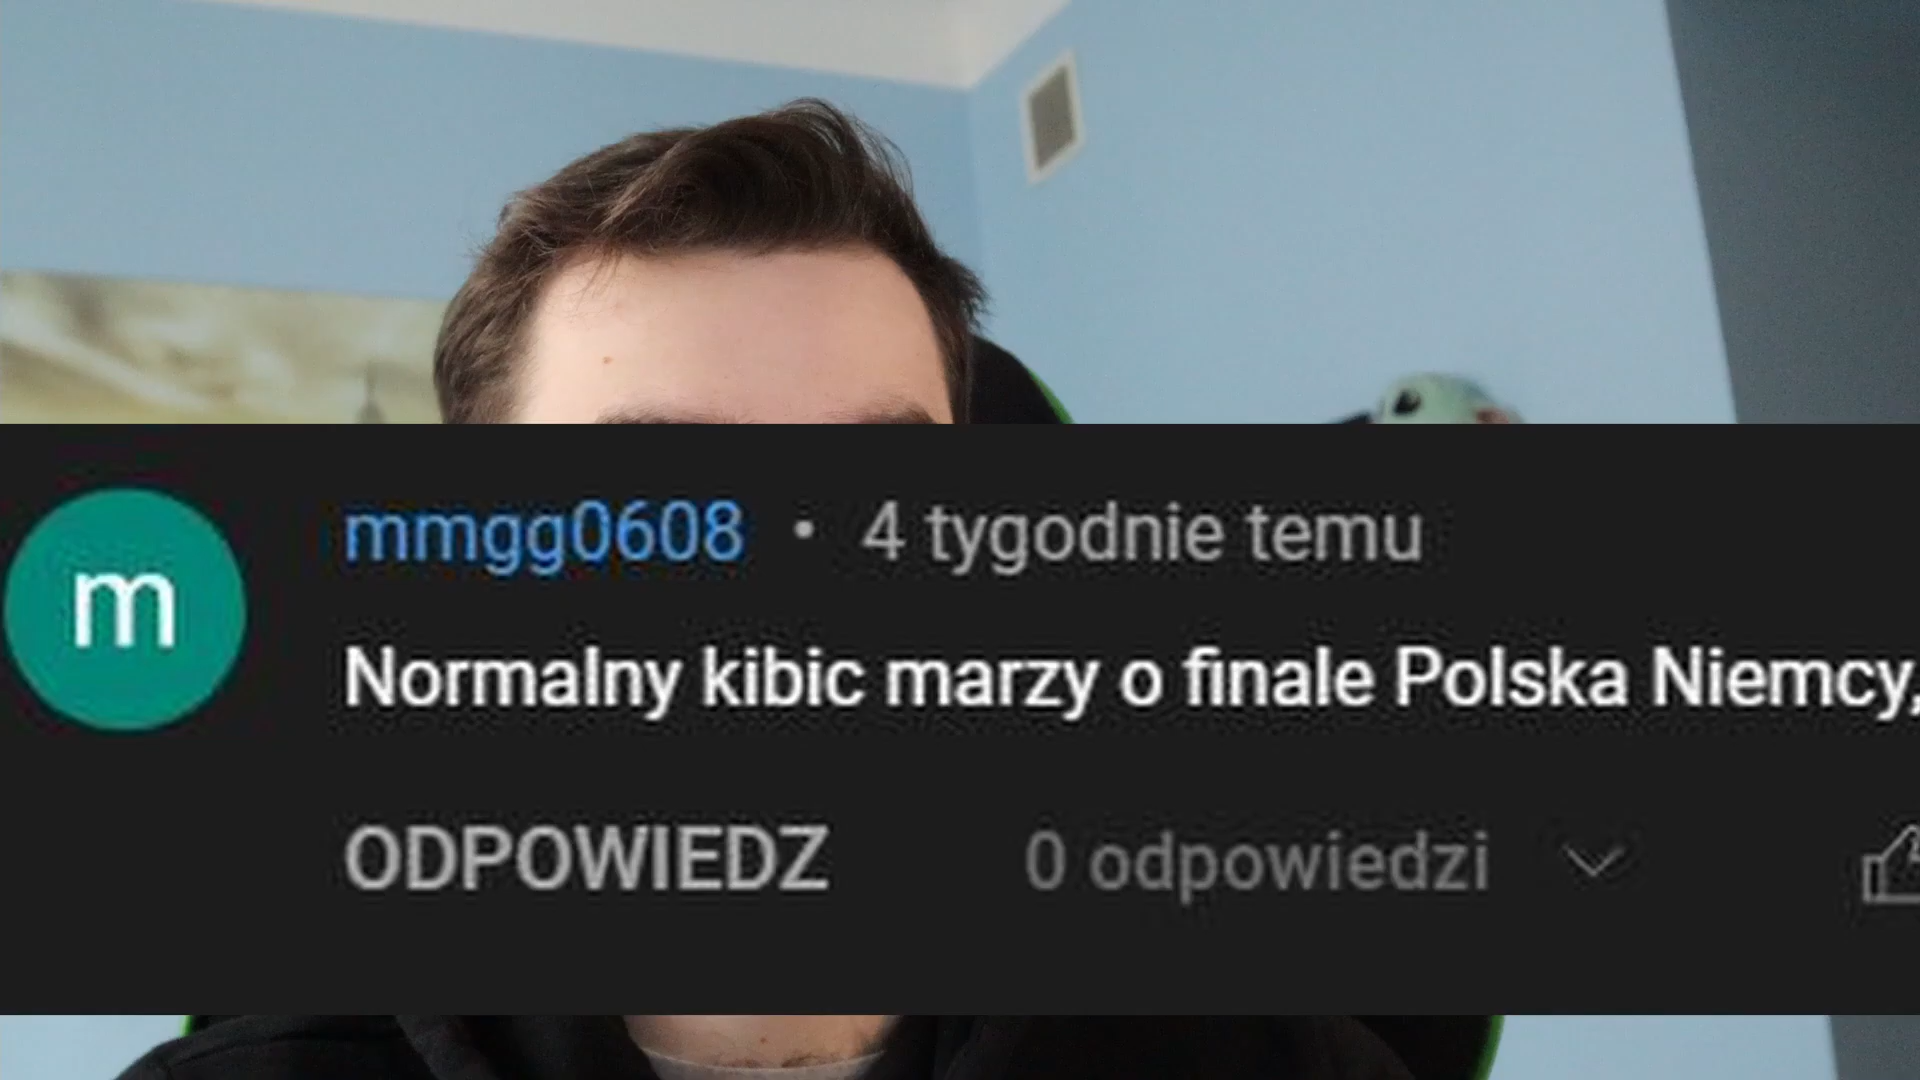 m
mmgg0608 • 4 tygodnie temu
Normalny kibic marzy o finale Polska Niemcy,
ODPOWIEDZ 0 odpowiedzi